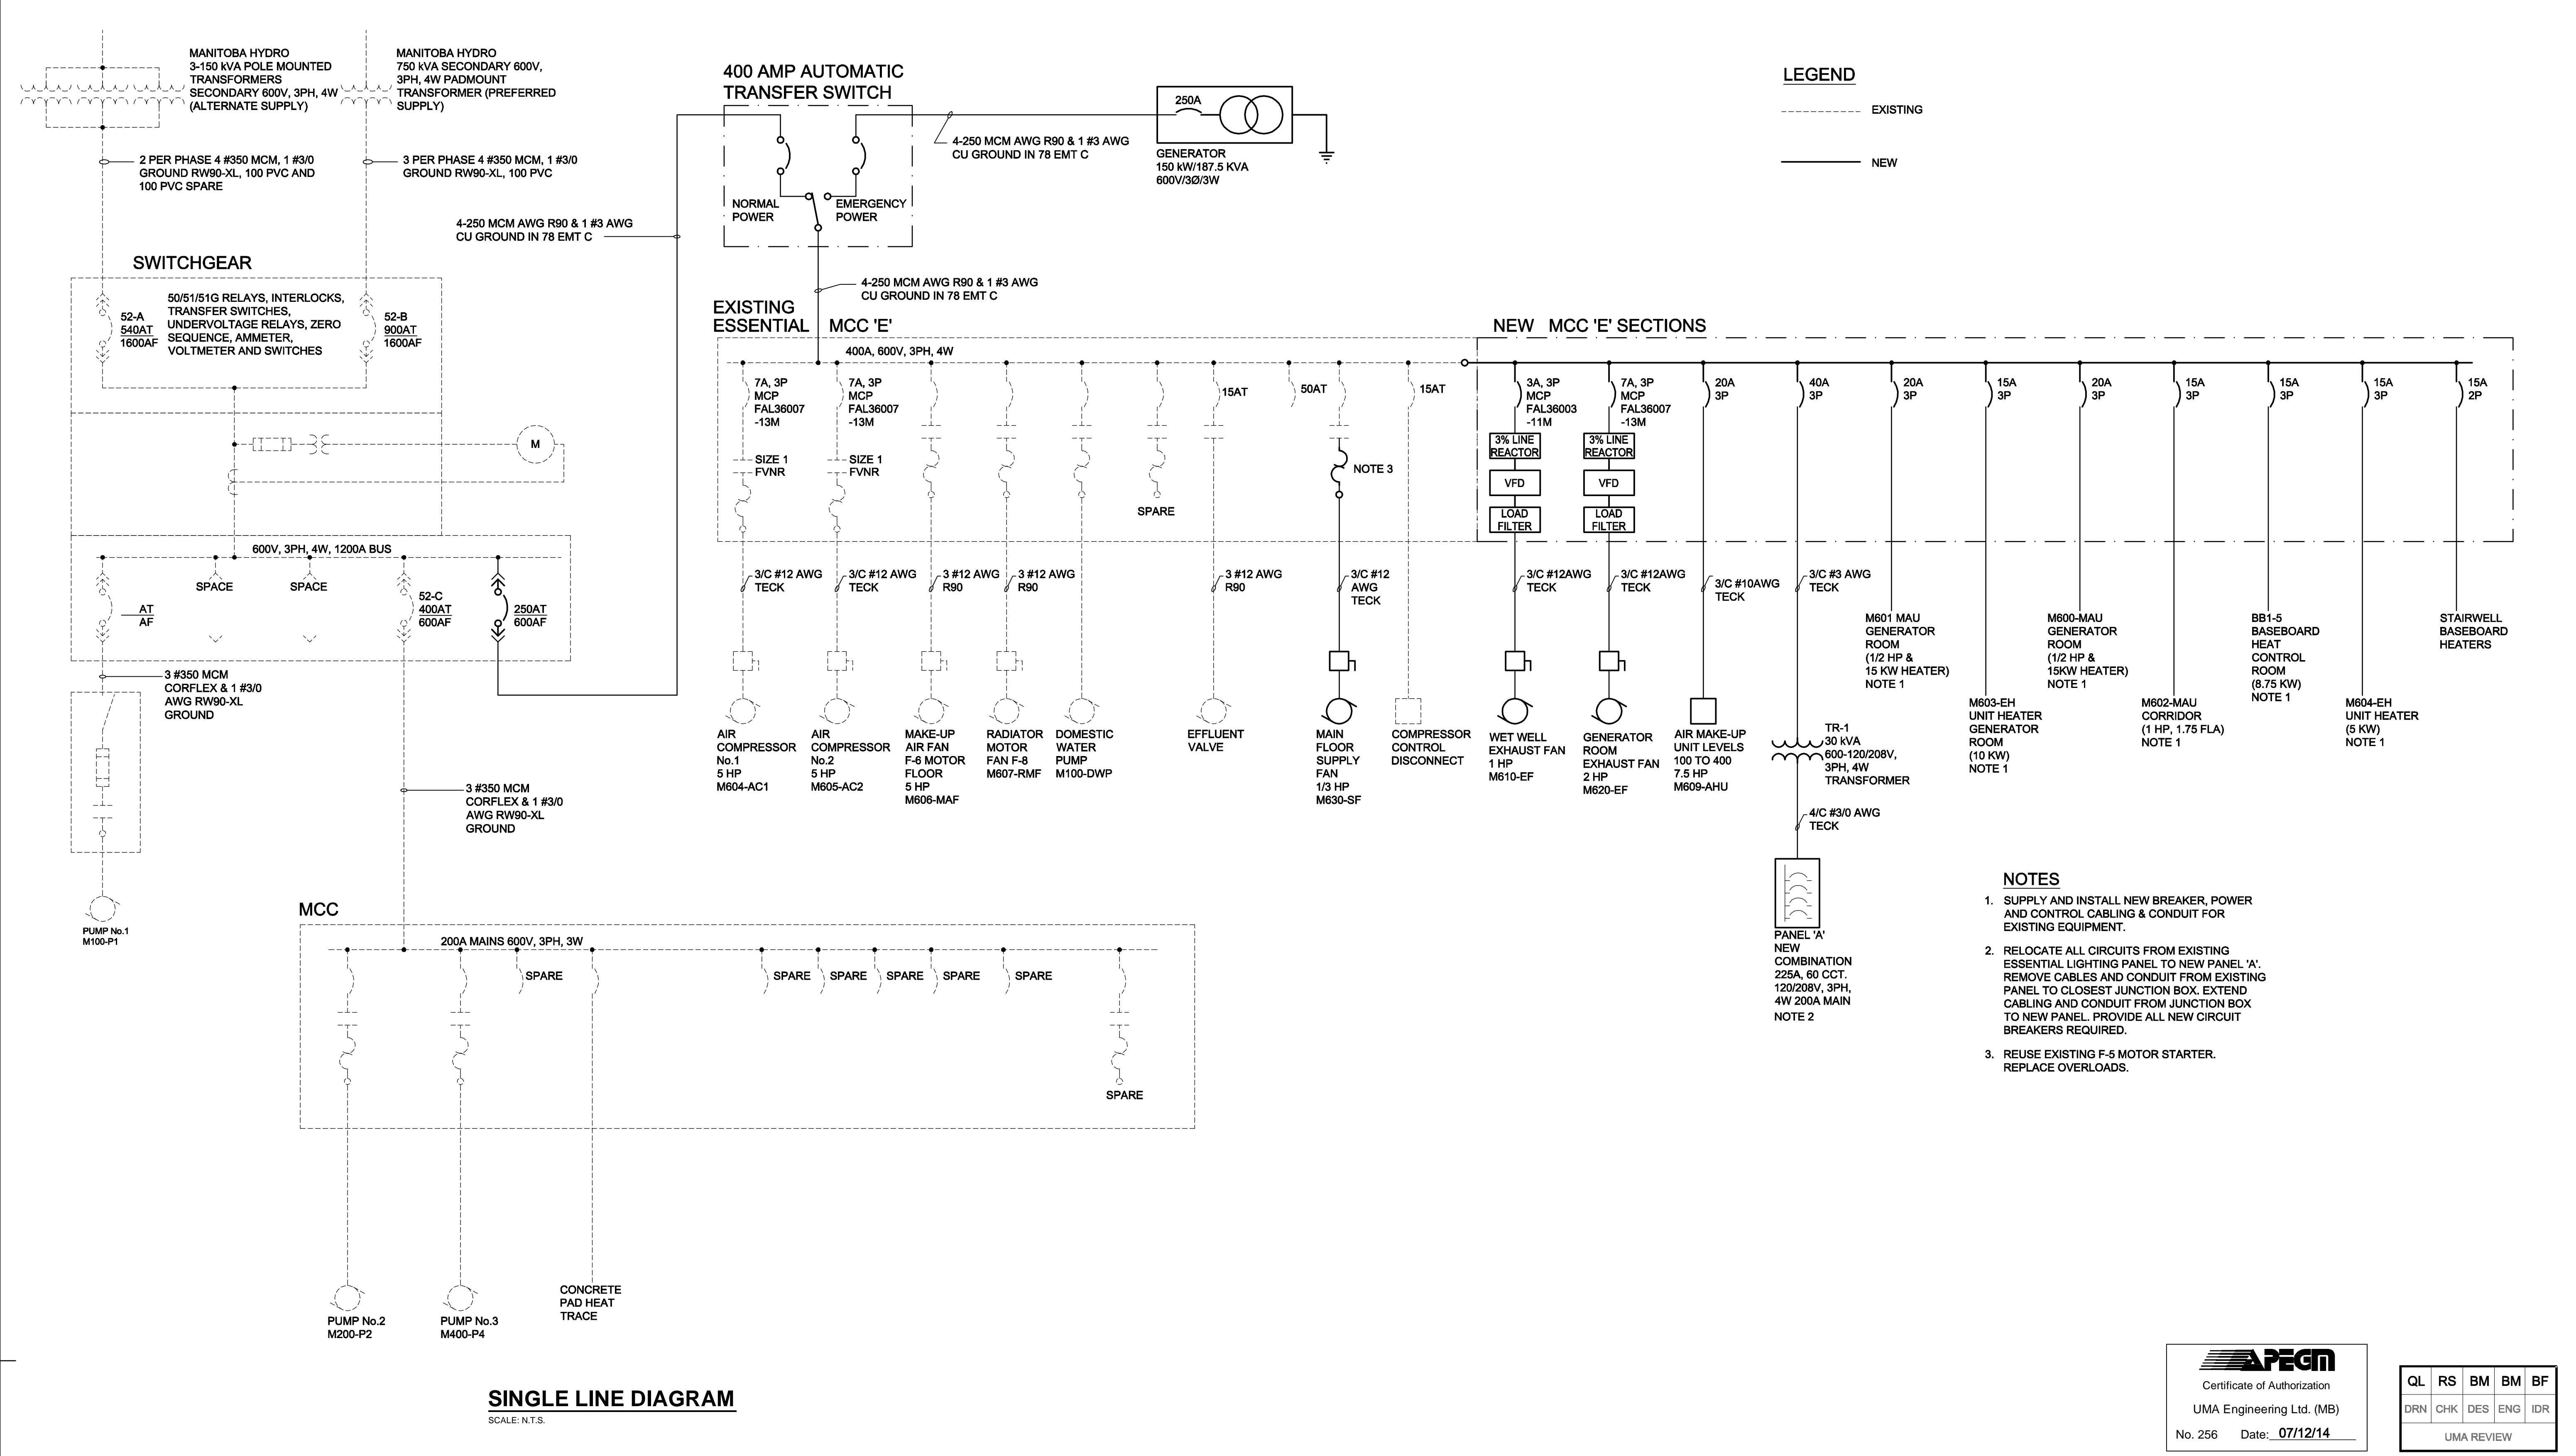 MANITOBA HYDRO
3-150 kVA POLE MOUNTED
TRANSFORMERS
SECONDARY 600V, 3PH, 4W
(ALTERNATE SUPPLY)
MANITOBA HYDRO
750 kVA SECONDARY 600V,
3PH, 4W PADMOUNT
TRANSFORMER (PREFERRED
SUPPLY)
2 PER PHASE 4 #350 MCM, 1 #3/0
GROUND RW90-XL, 100 PVC AND
100 PVC SPARE
3 PER PHASE 4 #350 MCM, 1 #3/0
GROUND RW90-XL, 100 PVC
400 AMP AUTOMATIC
TRANSFER SWITCH
NORMAL
POWER
EMERGENCY
POWER
4-250 MCM AWG R90 & 1 #3 AWG
CU GROUND IN 78 EMT C
250A
GENERATOR
150 kW/187.5 KVA
600V/3Ø/3W
LEGEND
EXISTING
NEW
4-250 MCM AWG R90 & 1 #3 AWG
CU GROUND IN 78 EMT C
4-250 MCM AWG R90 & 1 #3 AWG
CU GROUND IN 78 EMT C
SWITCHGEAR
52-A
540AT
1600AF
50/51/51G RELAYS, INTERLOCKS,
TRANSFER SWITCHES,
UNDERVOLTAGE RELAYS, ZERO
SEQUENCE, AMMETER,
VOLTMETER AND SWITCHES
52-B
900AT
1600AF
M
600V, 3PH, 4W, 1200A BUS
AT
AF
SPACE
SPACE
52-C
400AT
600AF
250AT
600AF
3 #350 MCM
CORFLEX & 1 #3/0
AWG RW90-XL
GROUND
3 #350 MCM
CORFLEX & 1 #3/0
AWG RW90-XL
GROUND
PUMP No.1
M100-P1
EXISTING
ESSENTIAL MCC 'E'
400A, 600V, 3PH, 4W
7A, 3P
MCP
FAL36007
-13M
SIZE 1
FVNR
7A, 3P
MCP
FAL36007
-13M
SIZE 1
FVNR
SPARE
15AT
50AT
NOTE 3
15AT
3/C #12 AWG
TECK
3/C #12 AWG
TECK
3 #12 AWG
R90
3 #12 AWG
R90
3 #12 AWG
R90
3/C #12
AWG
TECK
AIR
COMPRESSOR
No.1
5 HP
M604-AC1
AIR
COMPRESSOR
No.2
5 HP
M605-AC2
MAKE-UP
AIR FAN
F-6 MOTOR
FLOOR
5 HP
M606-MAF
RADIATOR
MOTOR
FAN F-8
M607-RMF
DOMESTIC
WATER
PUMP
M100-DWP
EFFLUENT
VALVE
MAIN
FLOOR
SUPPLY
FAN
1/3 HP
M630-SF
COMPRESSOR
CONTROL
DISCONNECT
NEW MCC 'E' SECTIONS
3A, 3P
MCP
FAL36003
-11M
3% LINE
REACTOR
VFD
LOAD
FILTER
7A, 3P
MCP
FAL36007
-13M
3% LINE
REACTOR
VFD
LOAD
FILTER
20A
3P
40A
3P
20A
3P
15A
3P
20A
3P
15A
3P
15A
3P
15A
3P
15A
2P
3/C #12AWG
TECK
3/C #12AWG
TECK
3/C #10AWG
TECK
3/C #3 AWG
TECK
WET WELL
EXHAUST FAN
1 HP
M610-EF
GENERATOR
ROOM
EXHAUST FAN
2 HP
M620-EF
AIR MAKE-UP
UNIT LEVELS
100 TO 400
7.5 HP
M609-AHU
TR-1
30 kVA
600-120/208V,
3PH, 4W
TRANSFORMER
4/C #3/0 AWG
TECK
PANEL 'A'
NEW
COMBINATION
225A, 60 CCT.
120/208V, 3PH,
4W 200A MAIN
NOTE 2
M601 MAU
GENERATOR
ROOM
(1/2 HP &
15 KW HEATER)
NOTE 1
M603-EH
UNIT HEATER
GENERATOR
ROOM
(10 KW)
NOTE 1
M600-MAU
GENERATOR
ROOM
(1/2 HP &
15KW HEATER)
NOTE 1
M602-MAU
CORRIDOR
(1 HP, 1.75 FLA)
NOTE 1
BB1-5
BASEBOARD
HEAT
CONTROL
ROOM
(8.75 KW)
NOTE 1
M604-EH
UNIT HEATER
(5 KW)
NOTE 1
STAIRWELL
BASEBOARD
HEATERS
MCC
200A MAINS 600V, 3PH, 3W
SPARE
SPARE
SPARE
SPARE
SPARE
SPARE
SPARE
PUMP No.2
M200-P2
PUMP No.3
M400-P4
CONCRETE
PAD HEAT
TRACE
NOTES
1. SUPPLY AND INSTALL NEW BREAKER, POWER
AND CONTROL CABLING & CONDUIT FOR
EXISTING EQUIPMENT.
2. RELOCATE ALL CIRCUITS FROM EXISTING
ESSENTIAL LIGHTING PANEL TO NEW PANEL 'A'.
REMOVE CABLES AND CONDUIT FROM EXISTING
PANEL TO CLOSEST JUNCTION BOX. EXTEND
CABLING AND CONDUIT FROM JUNCTION BOX
TO NEW PANEL. PROVIDE ALL NEW CIRCUIT
BREAKERS REQUIRED.
3. REUSE EXISTING F-5 MOTOR STARTER.
REPLACE OVERLOADS.
SINGLE LINE DIAGRAM
SCALE: N.T.S.
APEGM
Certificate of Authorization
UMA Engineering Ltd. (MB)
No. 256 Date: 07/12/14
QL RS BM BM BF
DRN CHK DES ENG IDR
UMA REVIEW